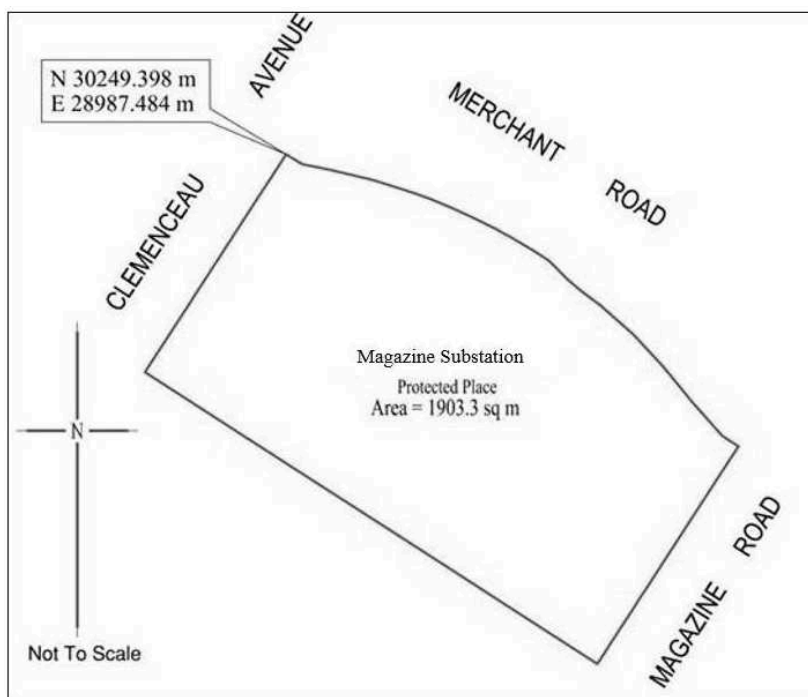 N 30249.398 m
E 28987.484 m
AVENUE
CLEMENCEAU
MERCHANT
ROAD
Magazine Substation
Protected Place
Area = 1903.3 sq m
N
Not To Scale
MAGAZINE
ROAD